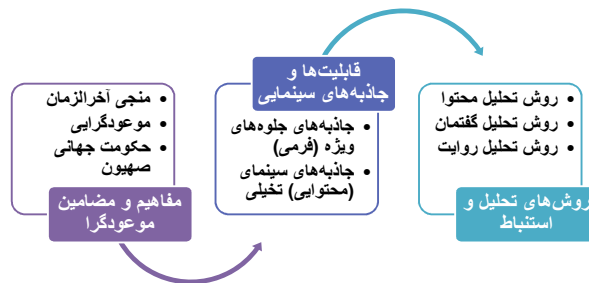 منجی آخرالزمان
موعودگرایی
حکومت جهانی
صهیون
مفاهیم و مضامین
موعودگرا
قابلیت‌ها و
جاذبه‌های سینمایی
جاذبه‌های جلوه‌های
ویژه (فرمی)
جاذبه‌های سینمای
تخیلی (محتوایی)
روش تحلیل محتوا
روش تحلیل گفتمان
روش تحلیل روایت
روش‌های تحلیل و
استنباط